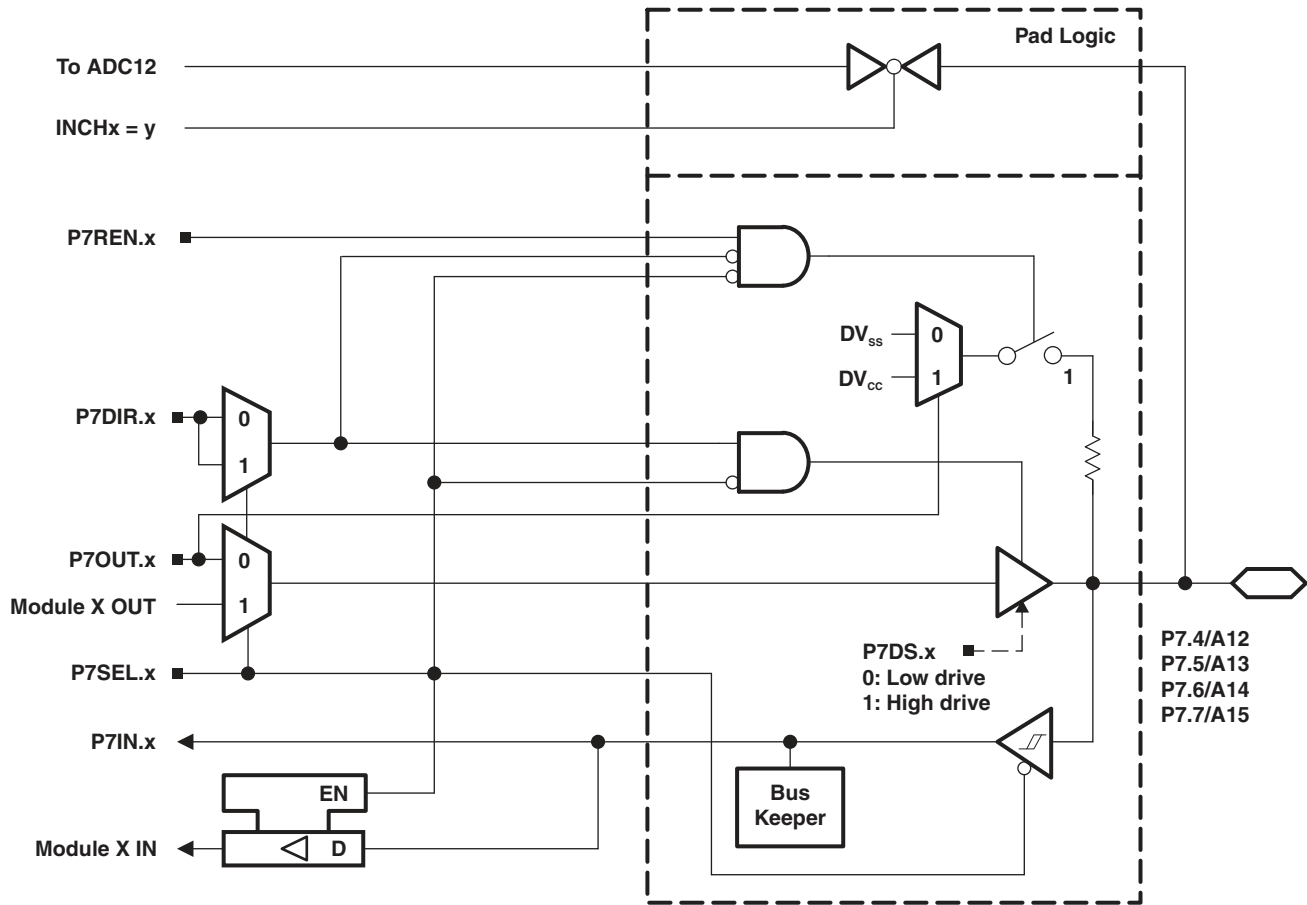 Pad Logic
To ADC12
INCHx = y
P7REN.x
DVSS
0
DVCC
1
1
P7DIR.x
0
1
P7OUT.x
0
Module X OUT
1
P7SEL.x
P7DS.x
0: Low drive
1: High drive
P7.4/A12
P7.5/A13
P7.6/A14
P7.7/A15
P7IN.x
EN
Bus
Keeper
Module X IN
D